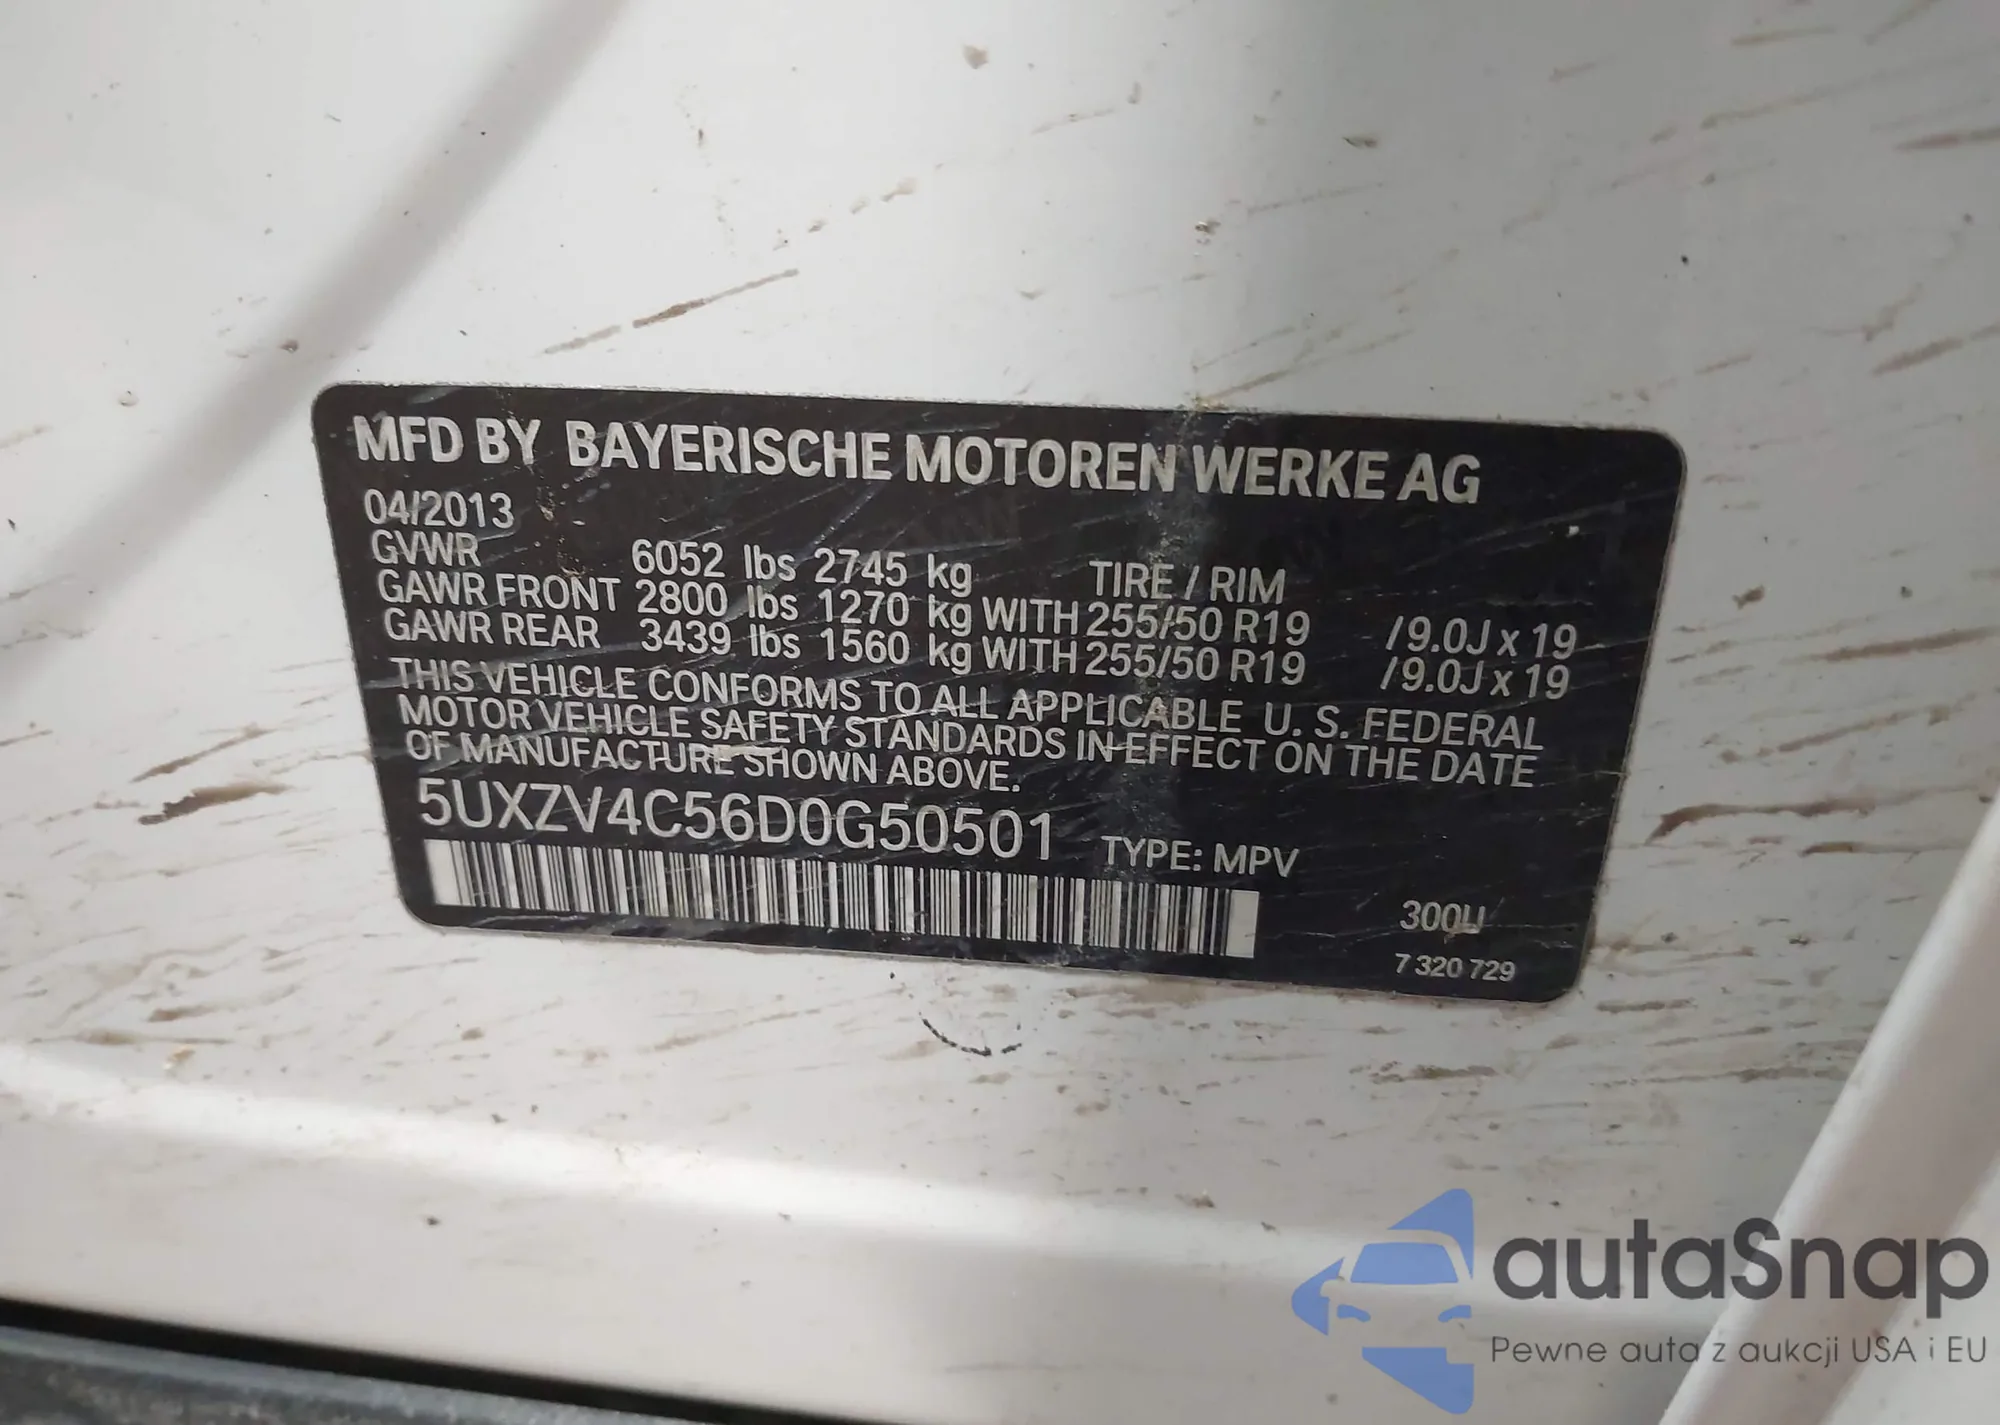 MFD BY BAYERISCHE MOTOREN WERKE AG
04/2013
GVWR 6052 lbs 2745 kg TIRE / RIM
GAWR FRONT 2800 lbs 1270 kg WITH 255/50 R19 /9.0J x 19
GAWR REAR 3439 lbs 1560 kg WITH 255/50 R19 /9.0J x 19
THIS VEHICLE CONFORMS TO ALL APPLICABLE U. S. FEDERAL
MOTOR VEHICLE SAFETY STANDARDS IN EFFECT ON THE DATE
OF MANUFACTURE SHOWN ABOVE.
5UXZV4C56D0G50501 TYPE: MPV
300U
7 320 729
autaSnap
Pewne auta z aukcji USA i EU